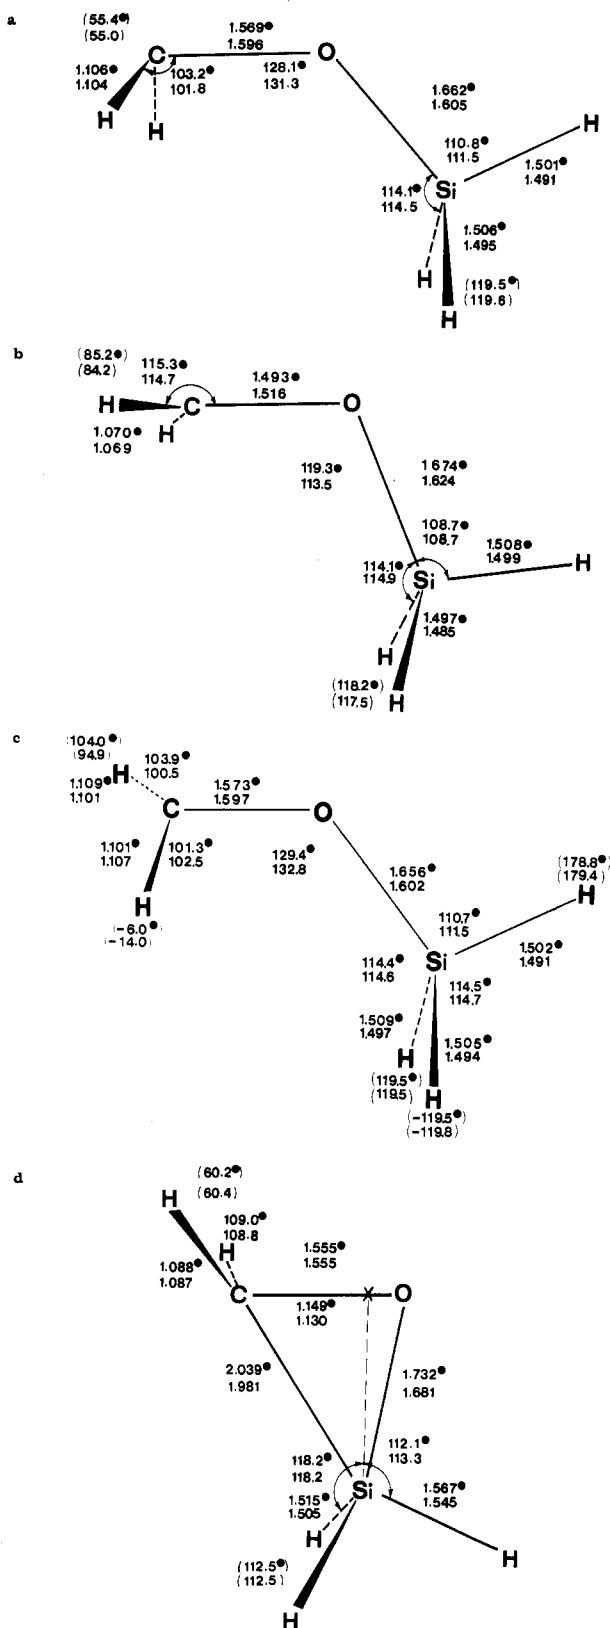 a
(55.4●)
(55.0)
1.569●
1.596
C
O
1.106●
1.104
103.2●
101.8
128.1●
131.3
H
H
1.662●
1.605
H
110.8●
111.5
1.501●
1.491
114.1●
114.5
Si
1.506●
1.495
H
(119.5●)
(119.6)
H
b
(85.2●)
(84.2)
115.3●
114.7
1.493●
1.516
H
C
O
H
1.070●
1.069
119.3●
113.5
1 674●
1.624
108.7●
108.7
1.508●
1.499
H
114.1●
114.9
Si
1.497●
1.485
H
(118.2●)
(117.5)
H
c
(104.0●)
(94.9)
103.9●
100.5
H
1.109●
1.101
1.573●
1.597
C
O
1.101●
1.107
101.3●
102.5
129.4●
132.8
H
(-6.0●)
(-14.0)
1.656●
1.602
(178.8●)
(179.4)
H
110.7●
111.5
1.502●
1.491
114.4●
114.6
Si
114.5●
114.7
1.509●
1.497
1.505●
1.494
H
(119.5●)
(119.5)
H
(-119.5●)
(-119.8)
d
(60.2●)
(60.4)
H
109.0●
108.8
H
1.555●
1.555
1.088●
1.087
C
x
O
1.149●
1.130
2.039●
1.981
1.732●
1.681
118.2●
118.2
112.1●
113.3
Si
1.515●
1.505
1.567●
1.545
H
H
(112.5●)
(112.5)
H